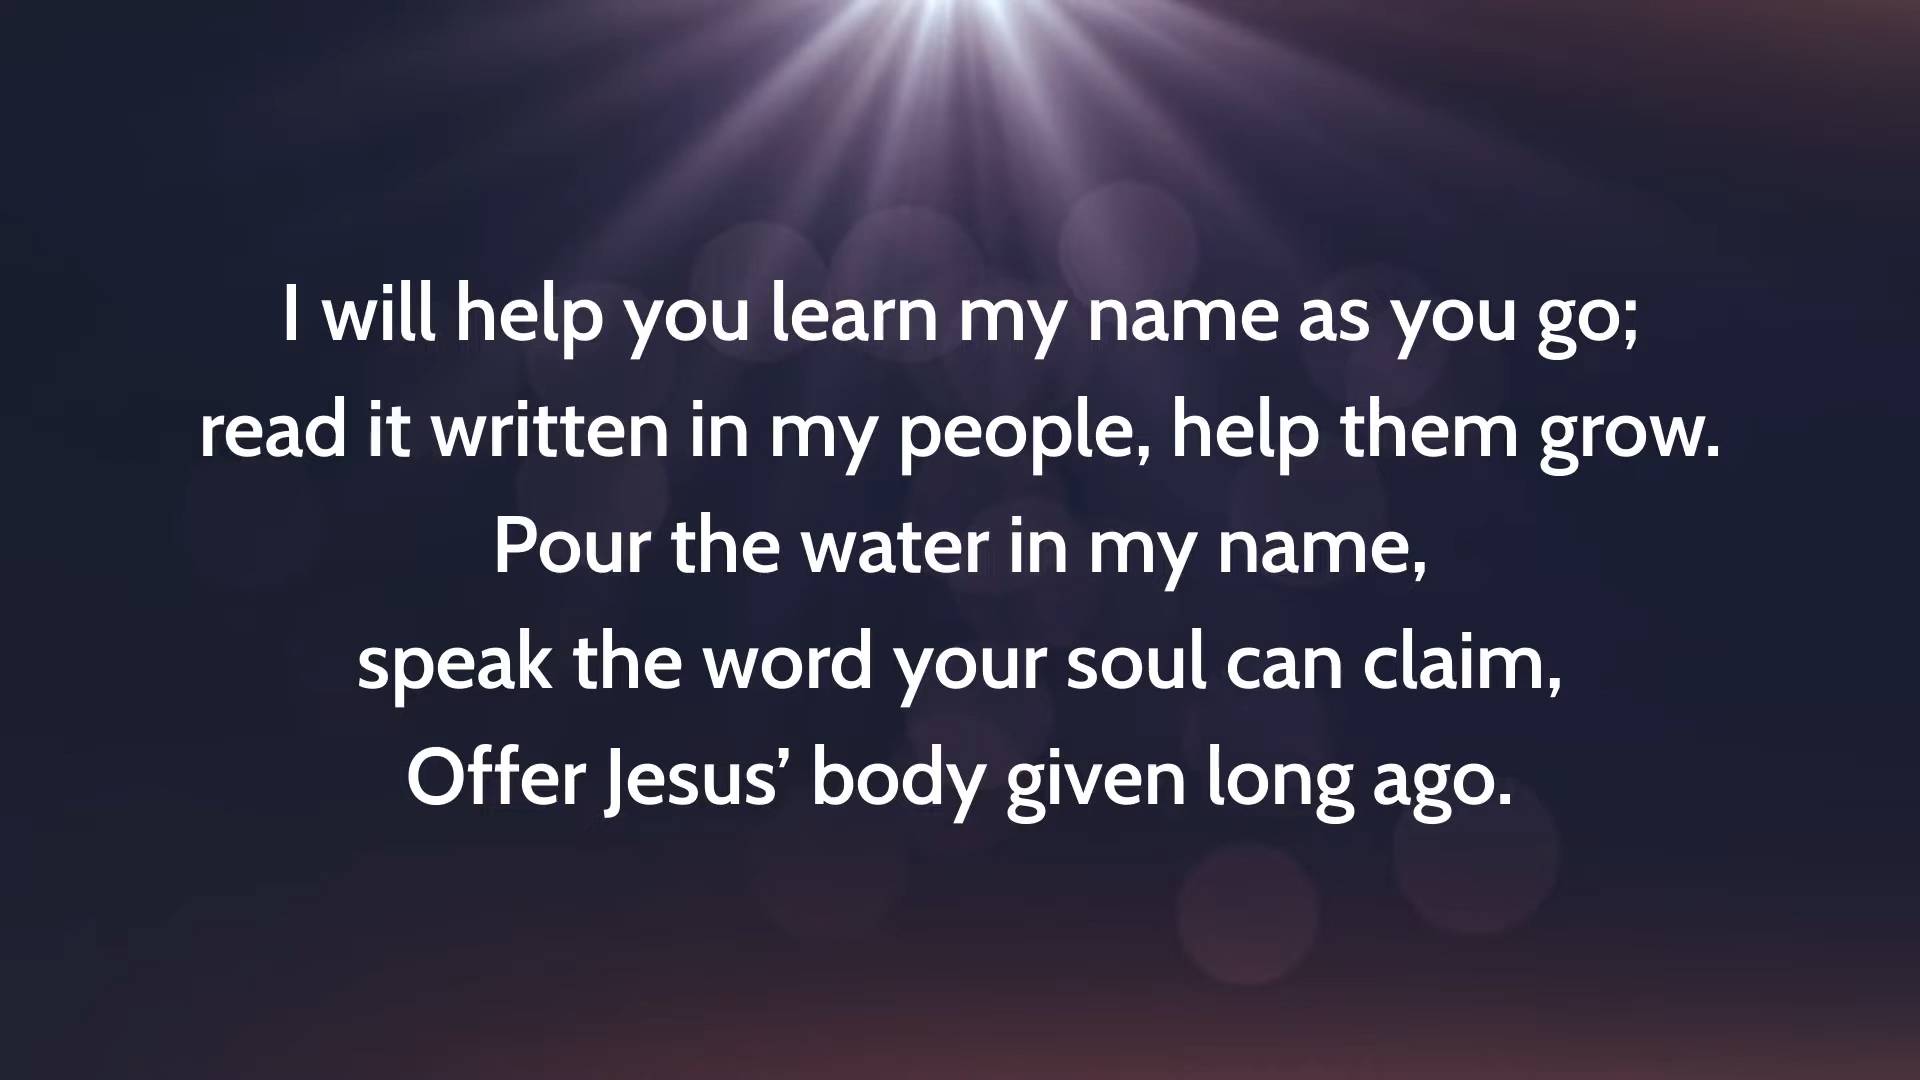 I will help you learn my name as you go;
read it written in my people, help them grow.
Pour the water in my name,
speak the word your soul can claim,
Offer Jesus’ body given long ago.